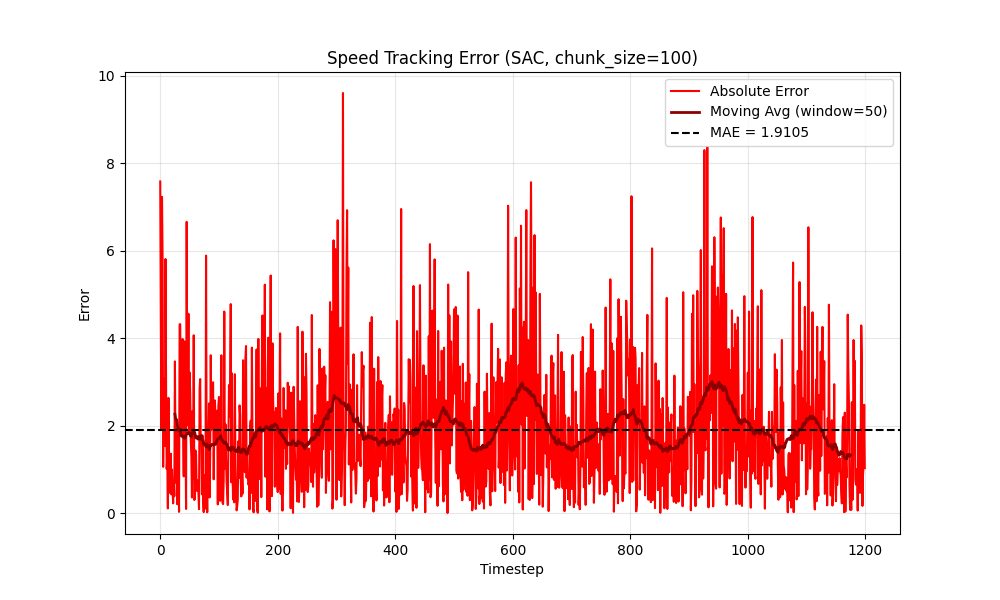 Speed Tracking Error (SAC, chunk_size=100)
Absolute Error
Moving Avg (window=50)
MAE = 1.9105
10
8
6
4
2
0
Error
0 200 400 600 800 1000 1200
Timestep